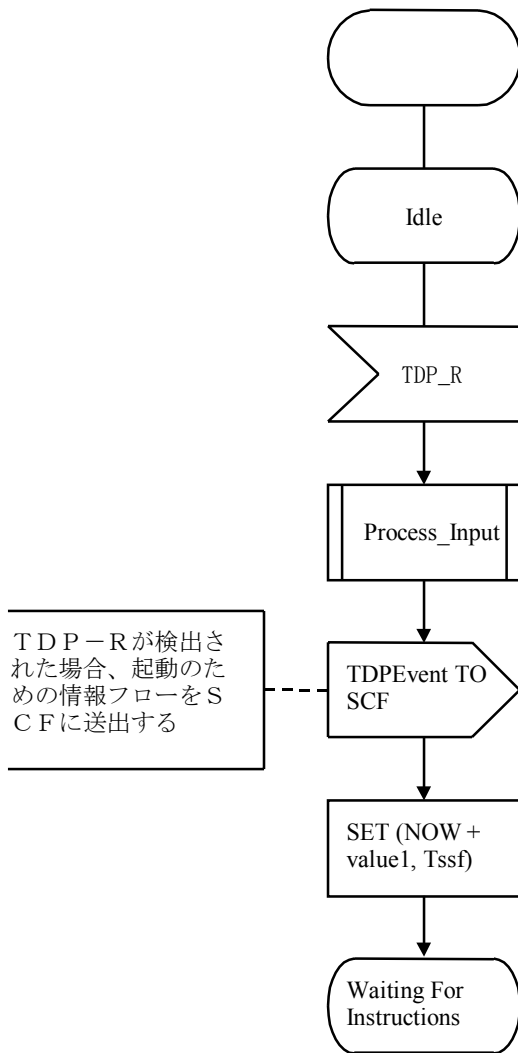 Idle
TDP_R
Process_Input
TDP－Rが検出さ
れた場合、起動のた
めの情報フローをS
CFに送出する
TDPEvent TO
SCF
SET (NOW +
value1, Tssf)
Waiting For
Instructions